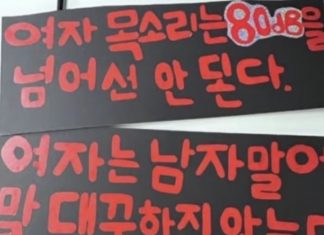 여자 목소리는 80dB을
넘어선 안 된다.
여자는 남자말에
말 대꾸하지 않는다